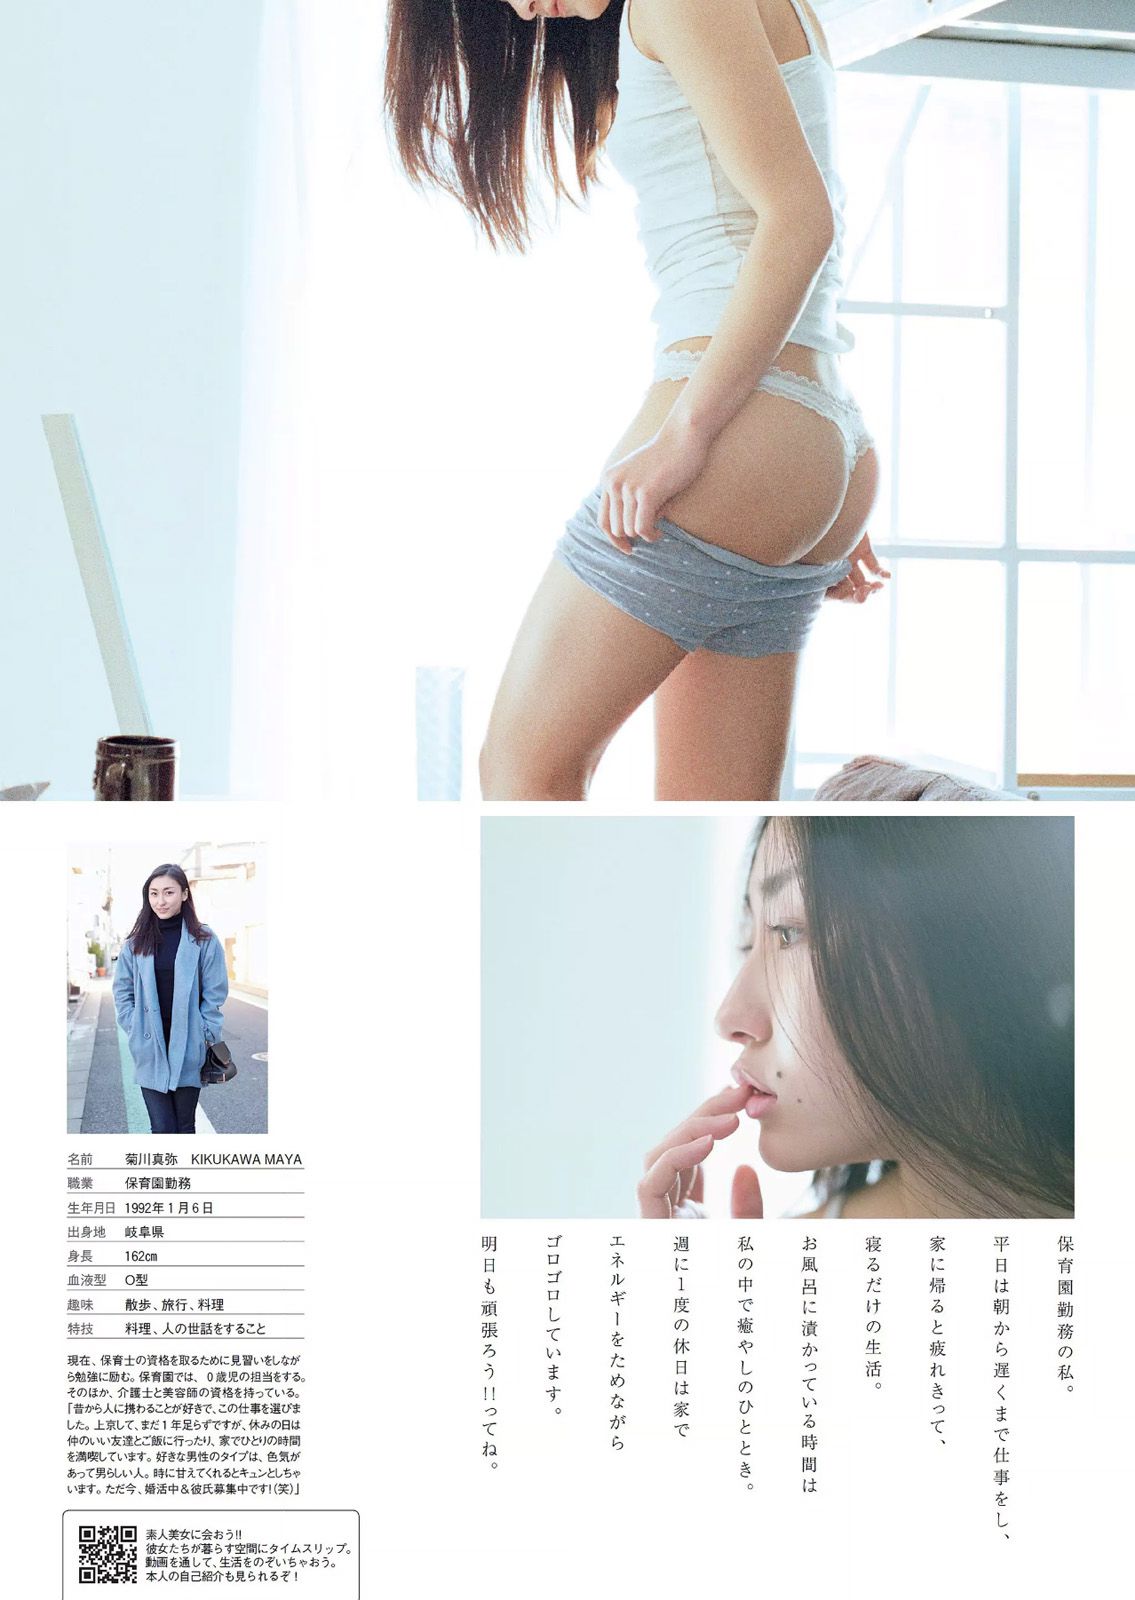 名前 菊川真弥 KIKUKAWA MAYA
職業 保育園勤務
生年月日 1992年1月6日
出身地 岐阜県
身長 162㎝
血液型 O型
趣味 散歩、旅行、料理
特技 料理、人の世話をすること
現在、保育士の資格を取るために見習いをしなが
ら勉強に励む。保育園では、0歳児の担当をする。
そのほか、介護士と美容師の資格を持っている。
「昔から人に携わることが好きで、この仕事を選びま
した。上京して、まだ1年足らずですが、休みの日は
仲のいい友達とご飯に行ったり、家でひとりの時間
を満喫しています。好きな男性のタイプは、色気が
あって男らしい人。時に甘えてくれるとキュンとしちゃ
います。ただ今、婚活中＆彼氏募集中です!(笑)」
素人美女に会おう!!
彼女たちが暮らす空間にタイムスリップ。
動画を通して、生活をのぞいちゃおう。
本人の自己紹介も見られるぞ！
保育園勤務の私。
平日は朝から遅くまで仕事をし、
家に帰ると疲れきって、
寝るだけの生活。
お風呂に漬かっている時間は
私の中で癒やしのひととき。
週に1度の休日は家で
エネルギーをためながら
ゴロゴロしています。
明日も頑張ろう!!ってね。